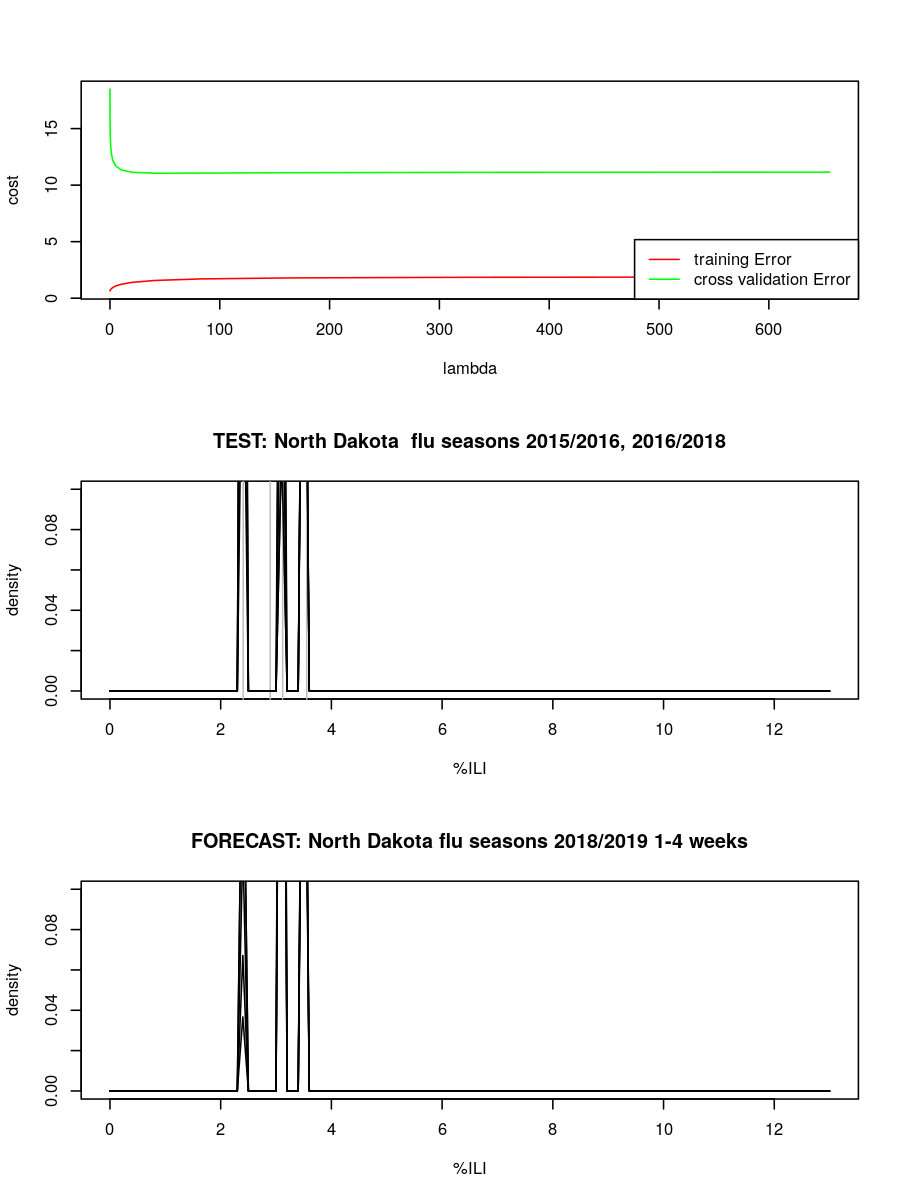 15
10
5
0
cost
training Error
cross validation Error
0 100 200 300 400 500 600
lambda
TEST: North Dakota  flu seasons 2015/2016, 2016/2018
0.08
0.04
0.00
density
0 2 4 6 8 10 12
%ILI
FORECAST: North Dakota flu seasons 2018/2019 1-4 weeks
0.08
0.04
0.00
density
0 2 4 6 8 10 12
%ILI